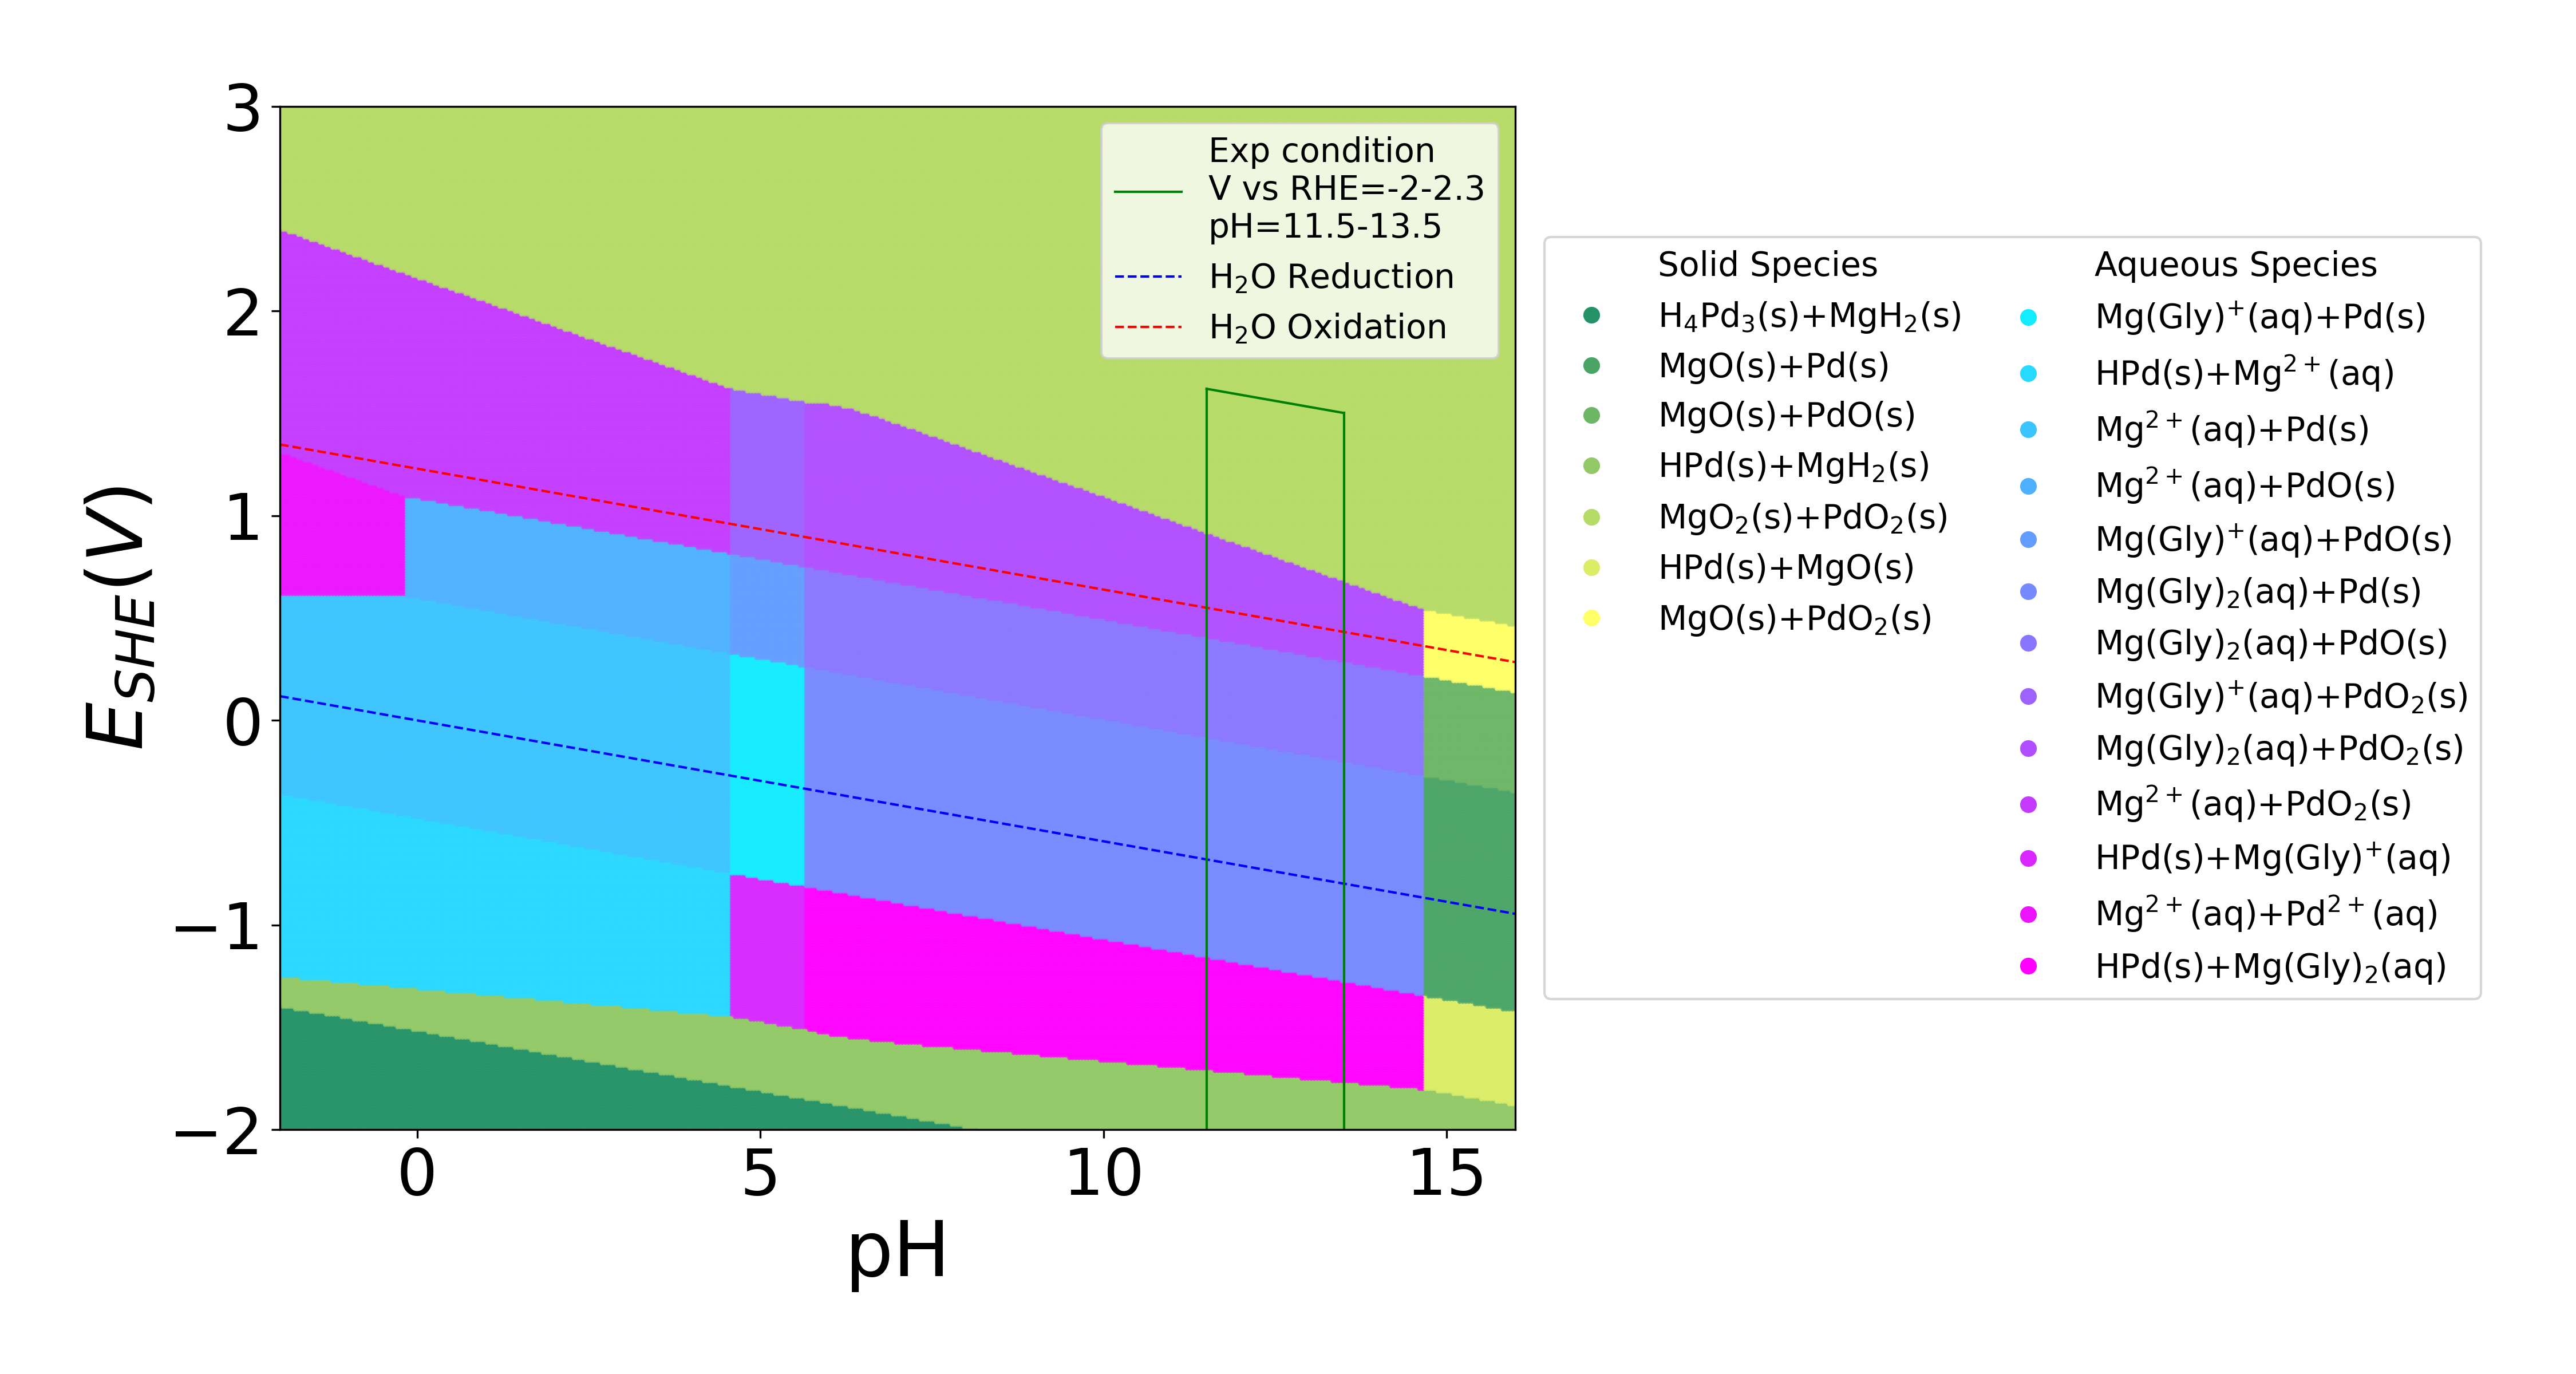 3
2
1
0
−1
−2
E_SHE(V)
0 5 10 15
pH
Exp condition
V vs RHE=-2-2.3
pH=11.5-13.5
H₂O Reduction
H₂O Oxidation
Solid Species
H₄Pd₃(s)+MgH₂(s)
MgO(s)+Pd(s)
MgO(s)+PdO(s)
HPd(s)+MgH₂(s)
MgO₂(s)+PdO₂(s)
HPd(s)+MgO(s)
MgO(s)+PdO₂(s)
Aqueous Species
Mg(Gly)⁺(aq)+Pd(s)
HPd(s)+Mg²⁺(aq)
Mg²⁺(aq)+Pd(s)
Mg²⁺(aq)+PdO(s)
Mg(Gly)⁺(aq)+PdO(s)
Mg(Gly)₂(aq)+Pd(s)
Mg(Gly)₂(aq)+PdO(s)
Mg(Gly)⁺(aq)+PdO₂(s)
Mg(Gly)₂(aq)+PdO₂(s)
Mg²⁺(aq)+PdO₂(s)
HPd(s)+Mg(Gly)⁺(aq)
Mg²⁺(aq)+Pd²⁺(aq)
HPd(s)+Mg(Gly)₂(aq)